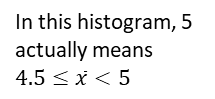 In this histogram, 5
actually means
4.5 ≤ ẋ < 5